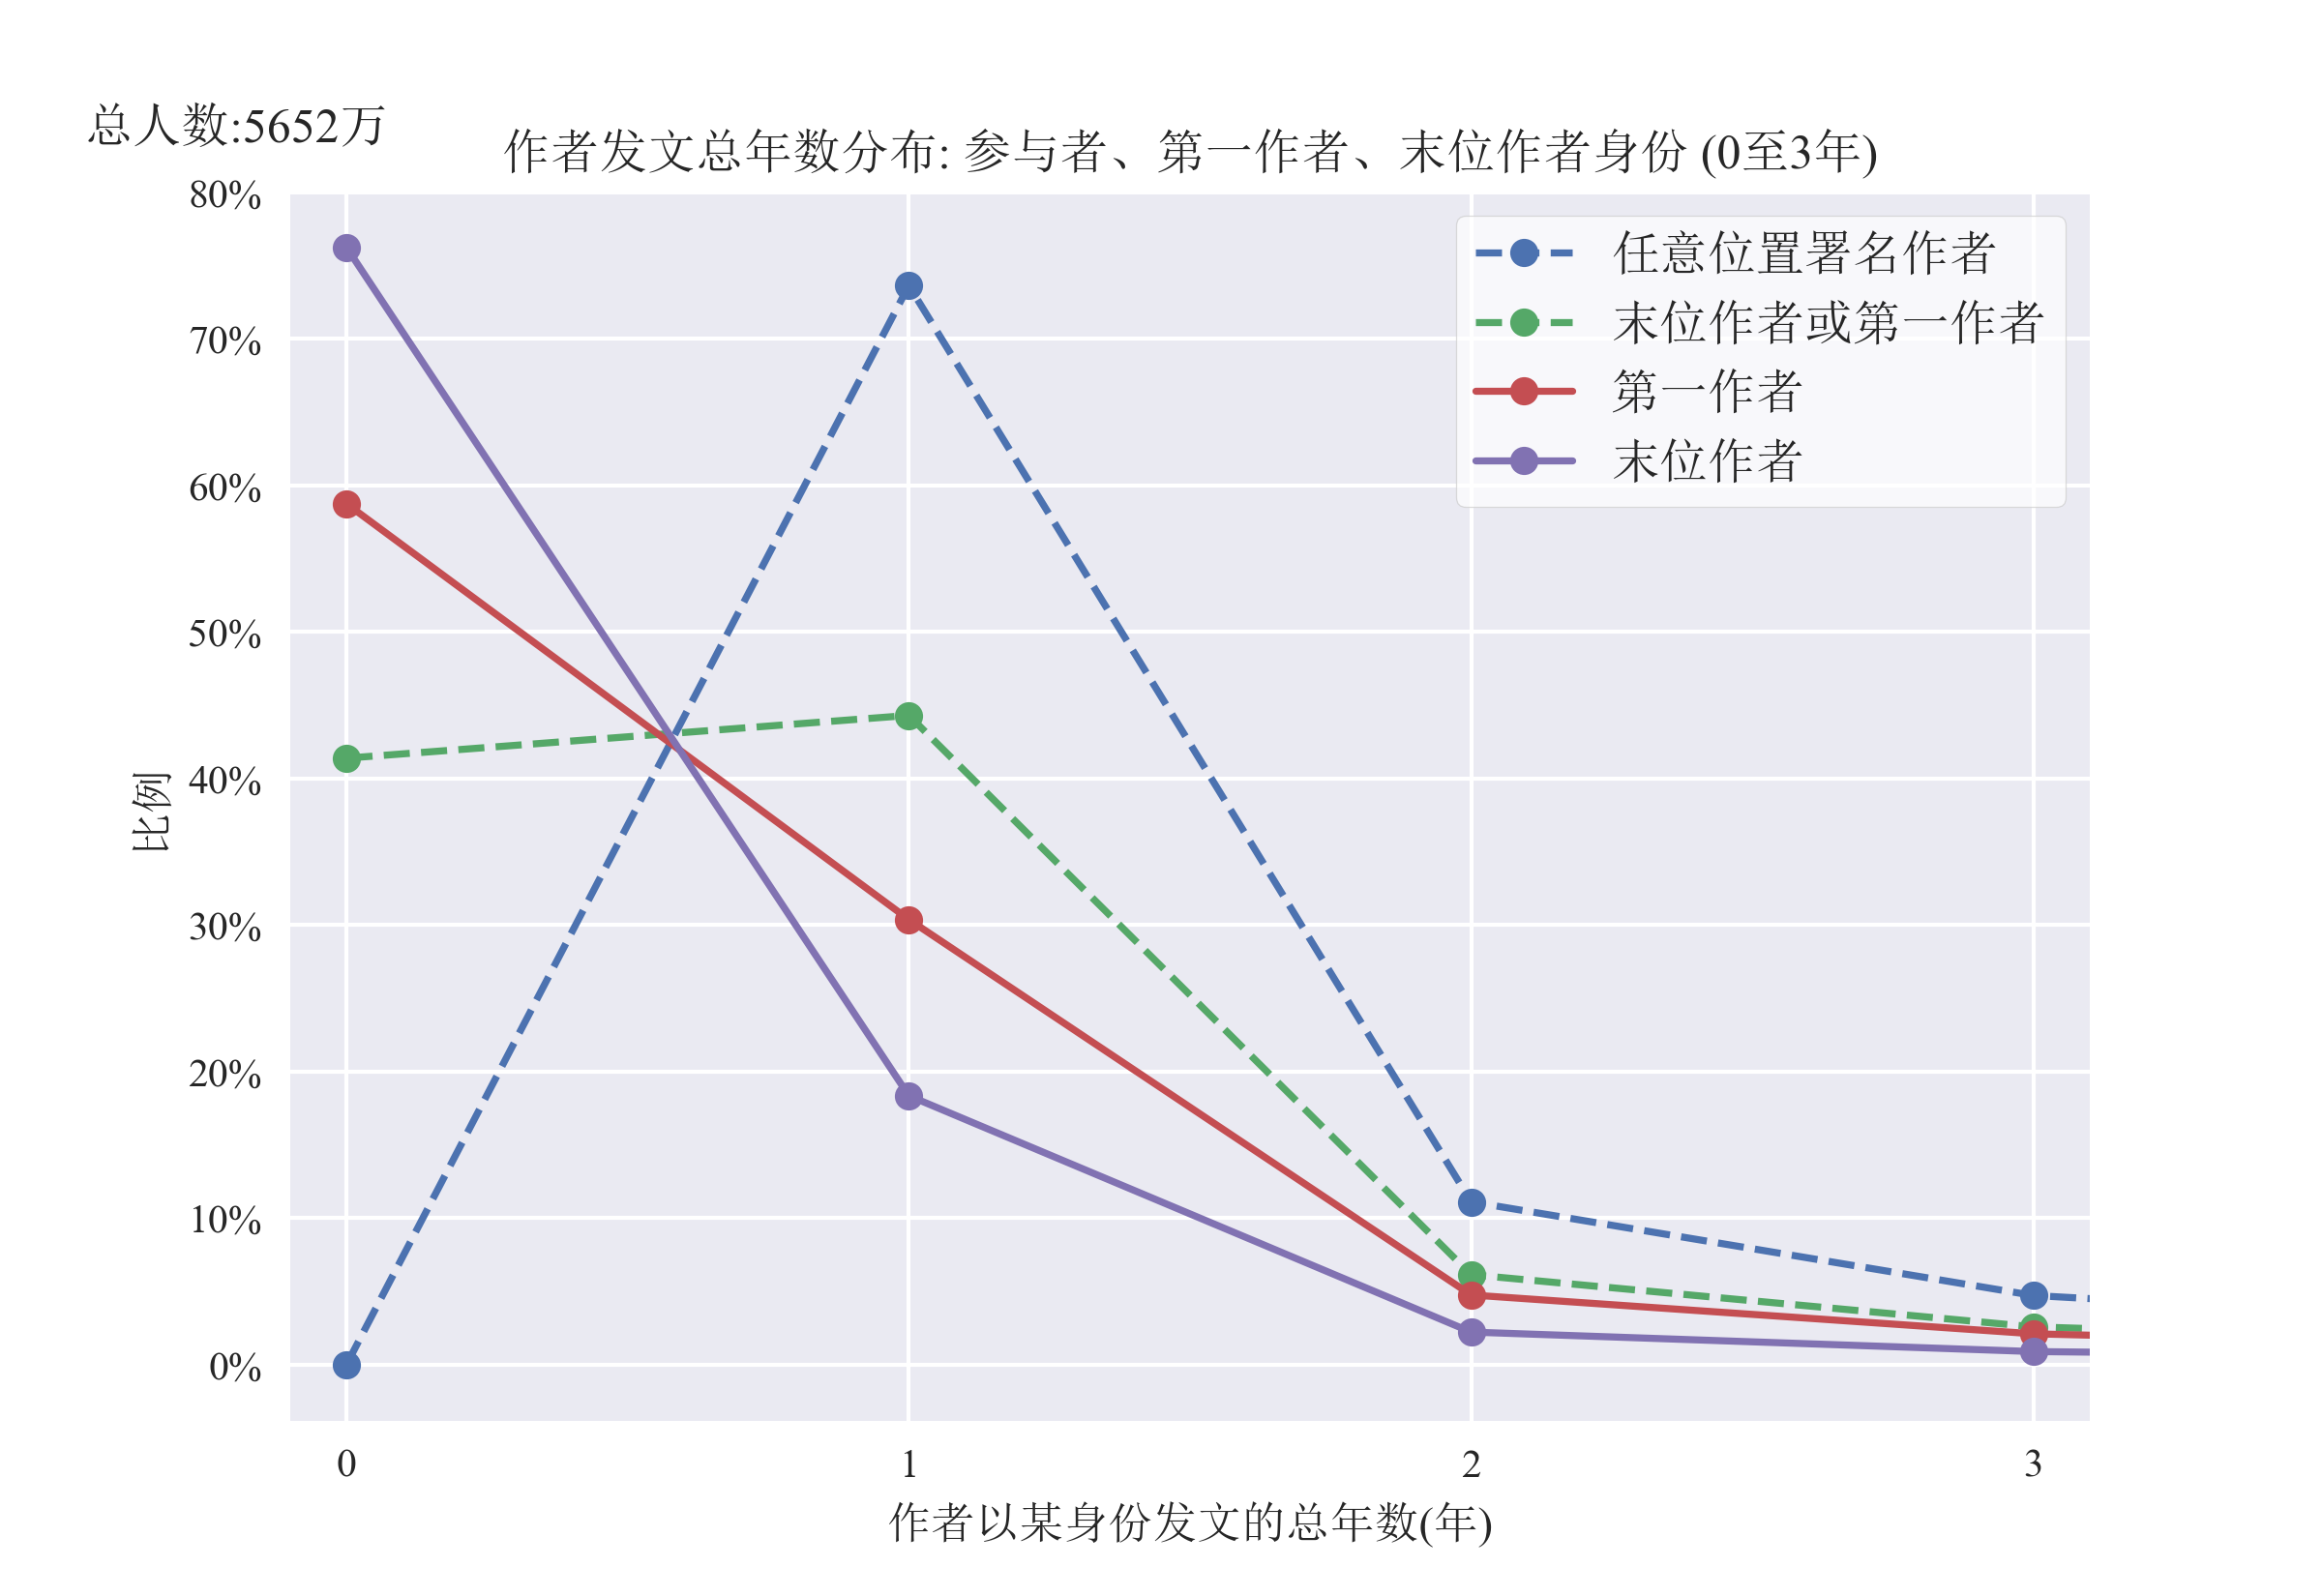 总人数:5652万
作者发文总年数分布: 参与者、第一作者、末位作者身份 (0至3年)
80%
70%
60%
50%
40%
30%
20%
10%
0%
比例
任意位置署名作者
末位作者或第一作者
第一作者
末位作者
0
1
2
3
作者以某身份发文的总年数(年)